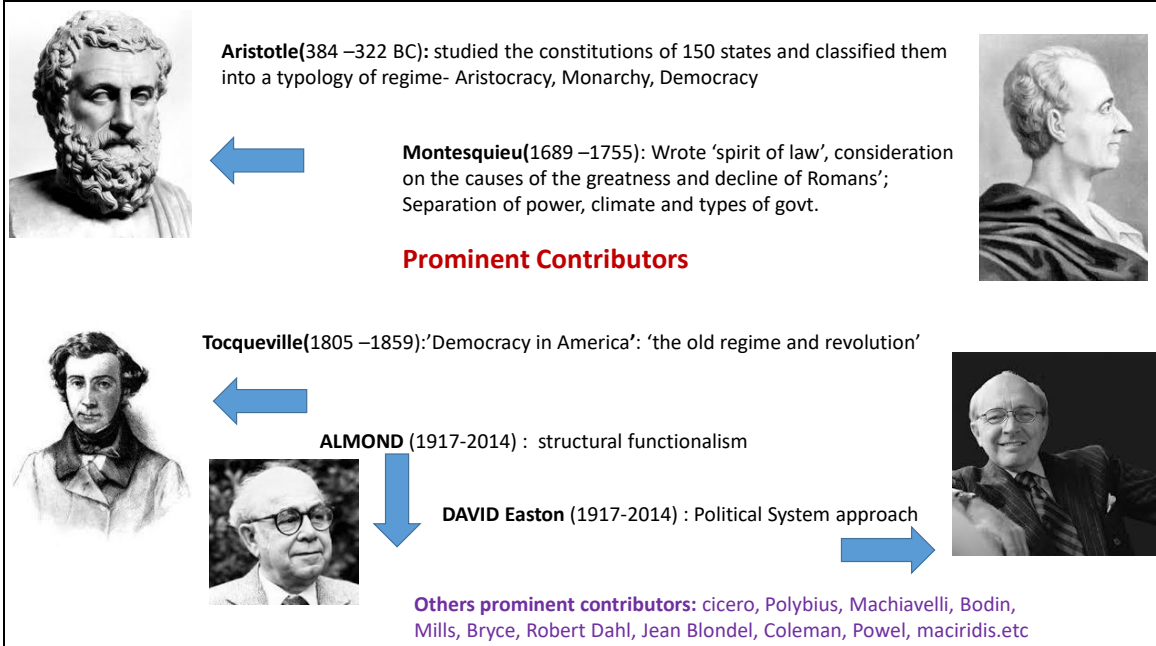 Aristotle(384 –322 BC): studied the constitutions of 150 states and classified them
into a typology of regime- Aristocracy, Monarchy, Democracy
Montesquieu(1689 –1755): Wrote ‘spirit of law’, consideration
on the causes of the greatness and decline of Romans’;
Separation of power, climate and types of govt.
Prominent Contributors
Tocqueville(1805 –1859):’Democracy in America’: ‘the old regime and revolution’
ALMOND (1917-2014) : structural functionalism
DAVID Easton (1917-2014) : Political System approach
Others prominent contributors: cicero, Polybius, Machiavelli, Bodin,
Mills, Bryce, Robert Dahl, Jean Blondel, Coleman, Powel, maciridis.etc